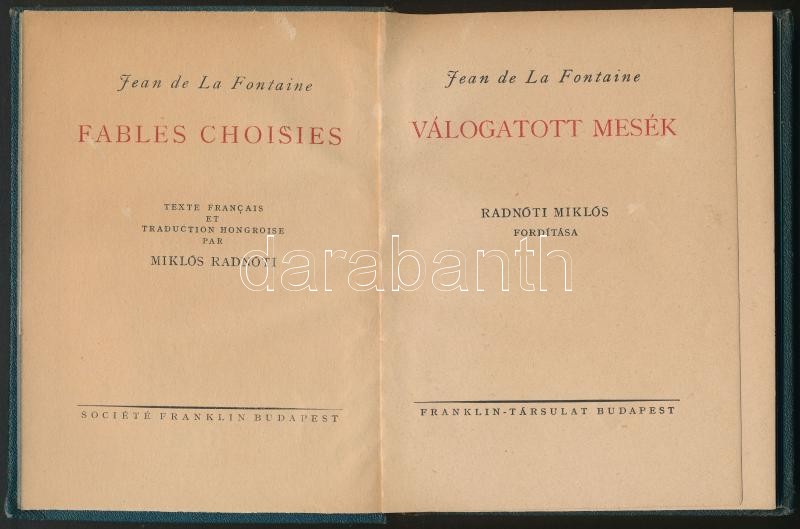 Jean de La Fontaine
FABLES CHOISIES
TEXTE FRANÇAIS
ET
TRADUCTION HONGROISE
PAR
MIKLÓS RADNÓTI
SOCIÉTÉ FRANKLIN BUDAPEST
Jean de La Fontaine
VÁLOGATOTT MESÉK
RADNÓTI MIKLÓS
FORDÍTÁSA
FRANKLIN-TÁRSULAT BUDAPEST
darabanth